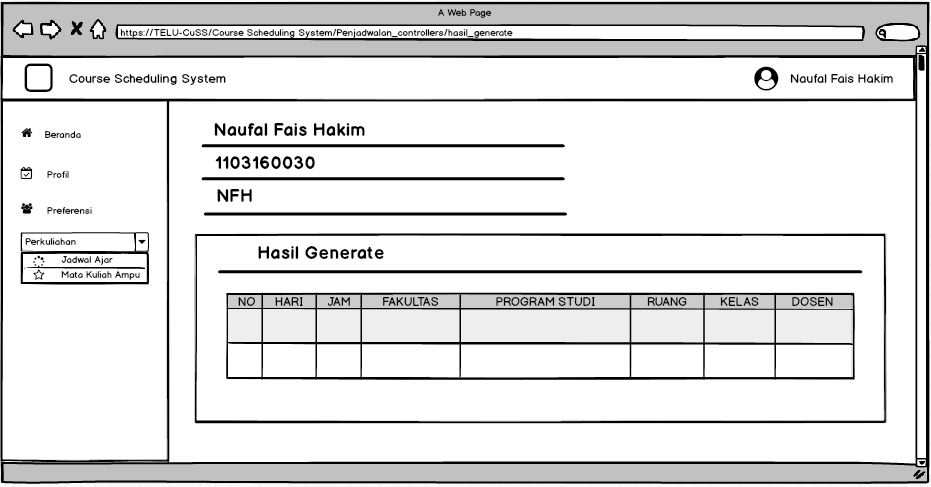 A Web Page
https://TELU-CuSS/Course Scheduling System/Penjadwalan_controllers/hasil_generate
Course Scheduling System
Naufal Fais Hakim
Beranda
Profil
Preferensi
Perkuliahan
Jadwal Ajar
Mata Kuliah Ampu
Naufal Fais Hakim
1103160030
NFH
Hasil Generate
NO HARI JAM FAKULTAS PROGRAM STUDI RUANG KELAS DOSEN